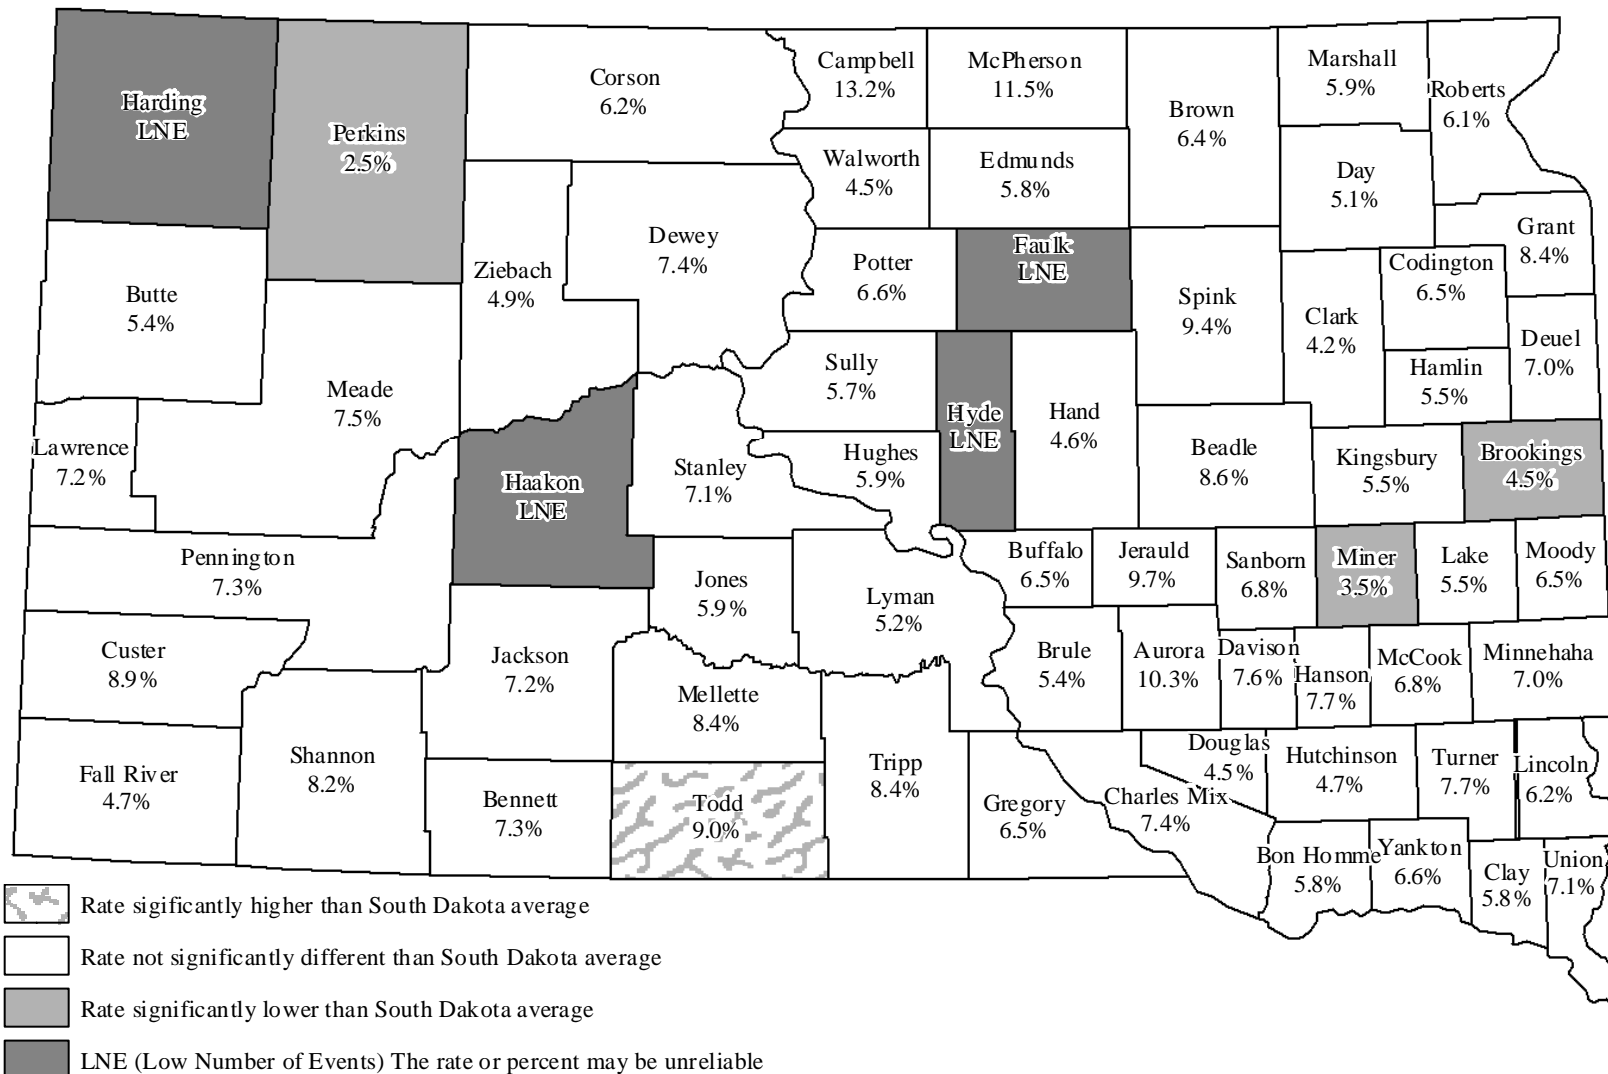 Harding
LNE
Perkins
2.5%
Corson
6.2%
Campbell
13.2%
McPherson
11.5%
Brown
6.4%
Marshall
5.9%
Roberts
6.1%
Walworth
4.5%
Edmunds
5.8%
Day
5.1%
Grant
8.4%
Butte
5.4%
Ziebach
4.9%
Dewey
7.4%
Potter
6.6%
Faulk
LNE
Spink
9.4%
Clark
4.2%
Codington
6.5%
Deuel
7.0%
Hamlin
5.5%
Meade
7.5%
Sully
5.7%
Hyde
LNE
Hand
4.6%
Lawrence
7.2%
Haakon
LNE
Stanley
7.1%
Hughes
5.9%
Beadle
8.6%
Kingsbury
5.5%
Brookings
4.5%
Pennington
7.3%
Jones
5.9%
Lyman
5.2%
Buffalo
6.5%
Jerauld
9.7%
Sanborn
6.8%
Miner
3.5%
Lake
5.5%
Moody
6.5%
Custer
8.9%
Jackson
7.2%
Mellette
8.4%
Brule
5.4%
Aurora
10.3%
Davison
7.6%
Hanson
7.7%
McCook
6.8%
Minnehaha
7.0%
Fall River
4.7%
Shannon
8.2%
Bennett
7.3%
Todd
9.0%
Tripp
8.4%
Gregory
6.5%
Charles Mix
7.4%
Douglas
4.5%
Hutchinson
4.7%
Turner
7.7%
Lincoln
6.2%
Bon Homme
5.8%
Yankton
6.6%
Clay
5.8%
Union
7.1%
Rate sigificantly higher than South Dakota average
Rate not significantly different than South Dakota average
Rate significantly lower than South Dakota average
LNE (Low Number of Events) The rate or percent may be unreliable